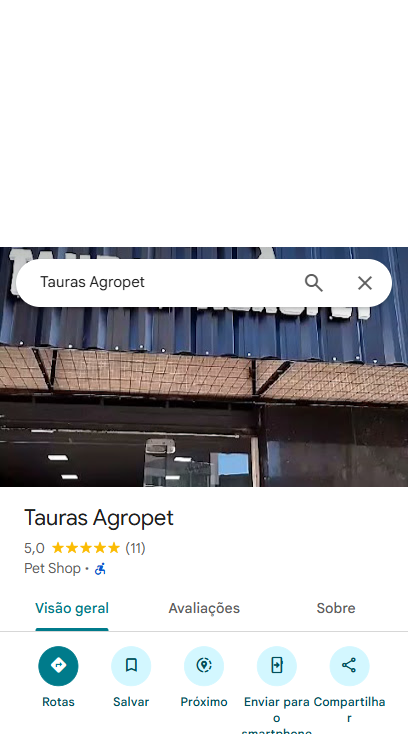 Tauras Agropet
Tauras Agropet
5,0 (11)
Pet Shop ·
Visão geral Avaliações Sobre
Rotas Salvar Próximo Enviar para o smartphone Compartilhar